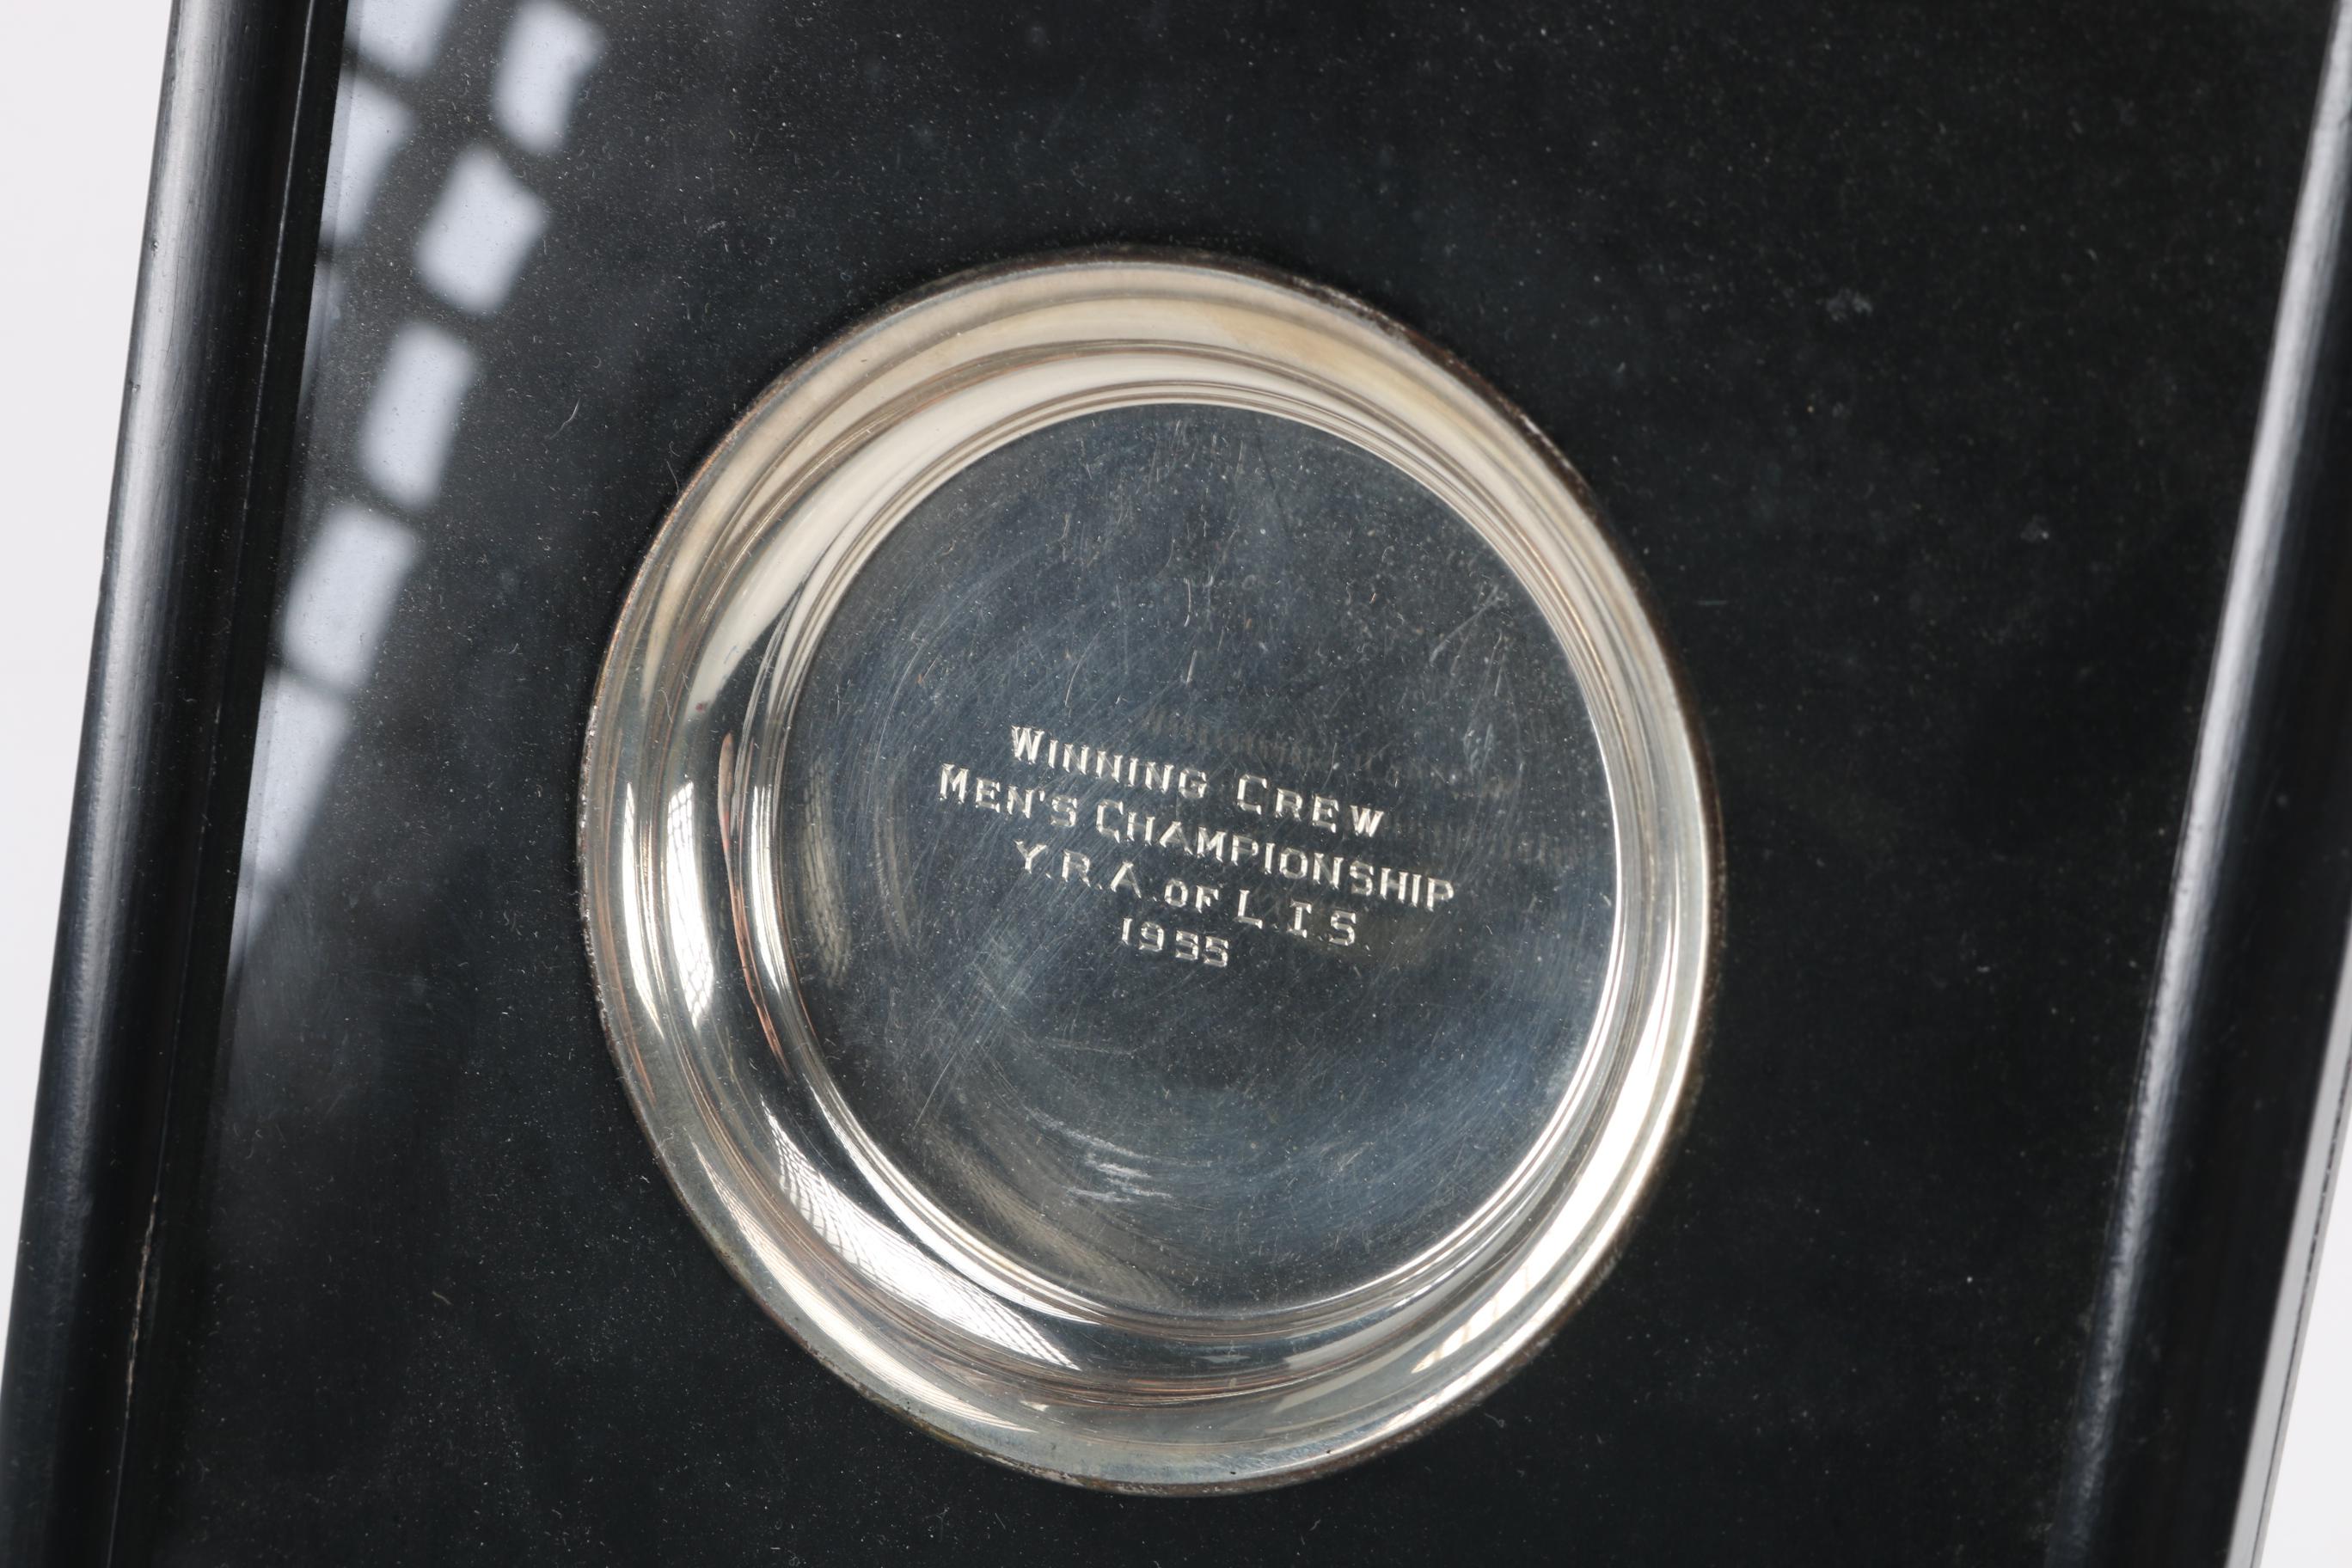 WINNING CREW
MEN'S CHAMPIONSHIP
Y.R.A. OF L.I.S.
1955